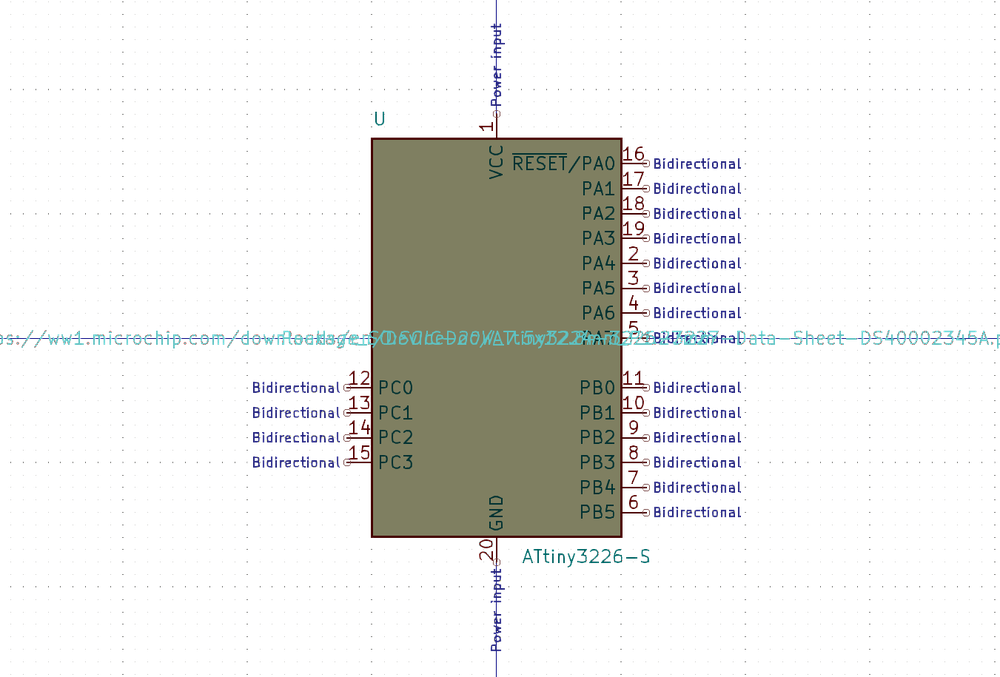 Power input
U
1
VCC
RESET/PA0 16 Bidirectional
PA1 17 Bidirectional
PA2 18 Bidirectional
PA3 19 Bidirectional
PA4 2 Bidirectional
PA5 3 Bidirectional
PA6 4 Bidirectional
5
Bidirectional 12 PC0
PB0 11 Bidirectional
Bidirectional 13 PC1
PB1 10 Bidirectional
Bidirectional 14 PC2
PB2 9 Bidirectional
Bidirectional 15 PC3
PB3 8 Bidirectional
PB4 7 Bidirectional
PB5 6 Bidirectional
GND
20
ATtiny3226-S
Power input